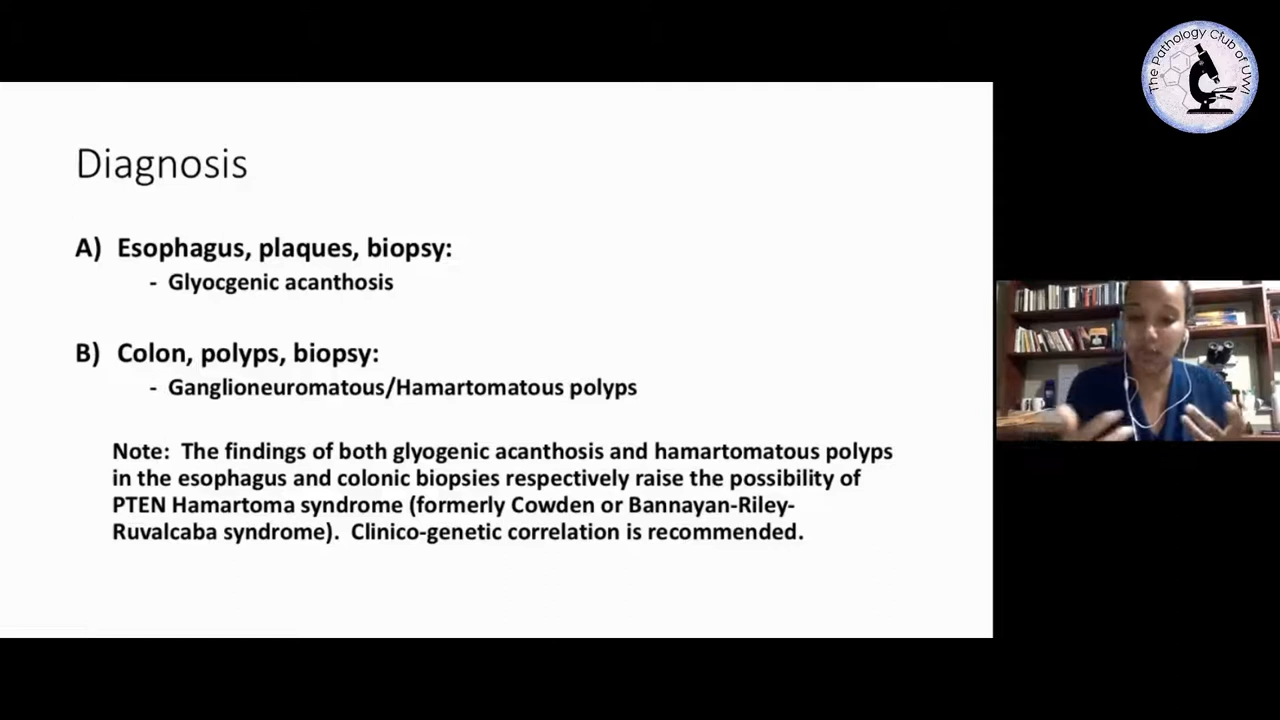 The Pathology Club of UWI
Diagnosis
A) Esophagus, plaques, biopsy:
- Glyocgenic acanthosis
B) Colon, polyps, biopsy:
- Ganglioneuromatous/Hamartomatous polyps
Note: The findings of both glyogenic acanthosis and hamartomatous polyps
in the esophagus and colonic biopsies respectively raise the possibility of
PTEN Hamartoma syndrome (formerly Cowden or Bannayan-Riley-
Ruvalcaba syndrome). Clinico-genetic correlation is recommended.